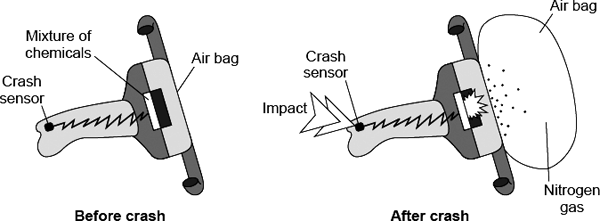 Mixture of
chemicals
Air bag
Crash
sensor
Before crash
Air bag
Crash
sensor
Impact
Nitrogen
gas
After crash